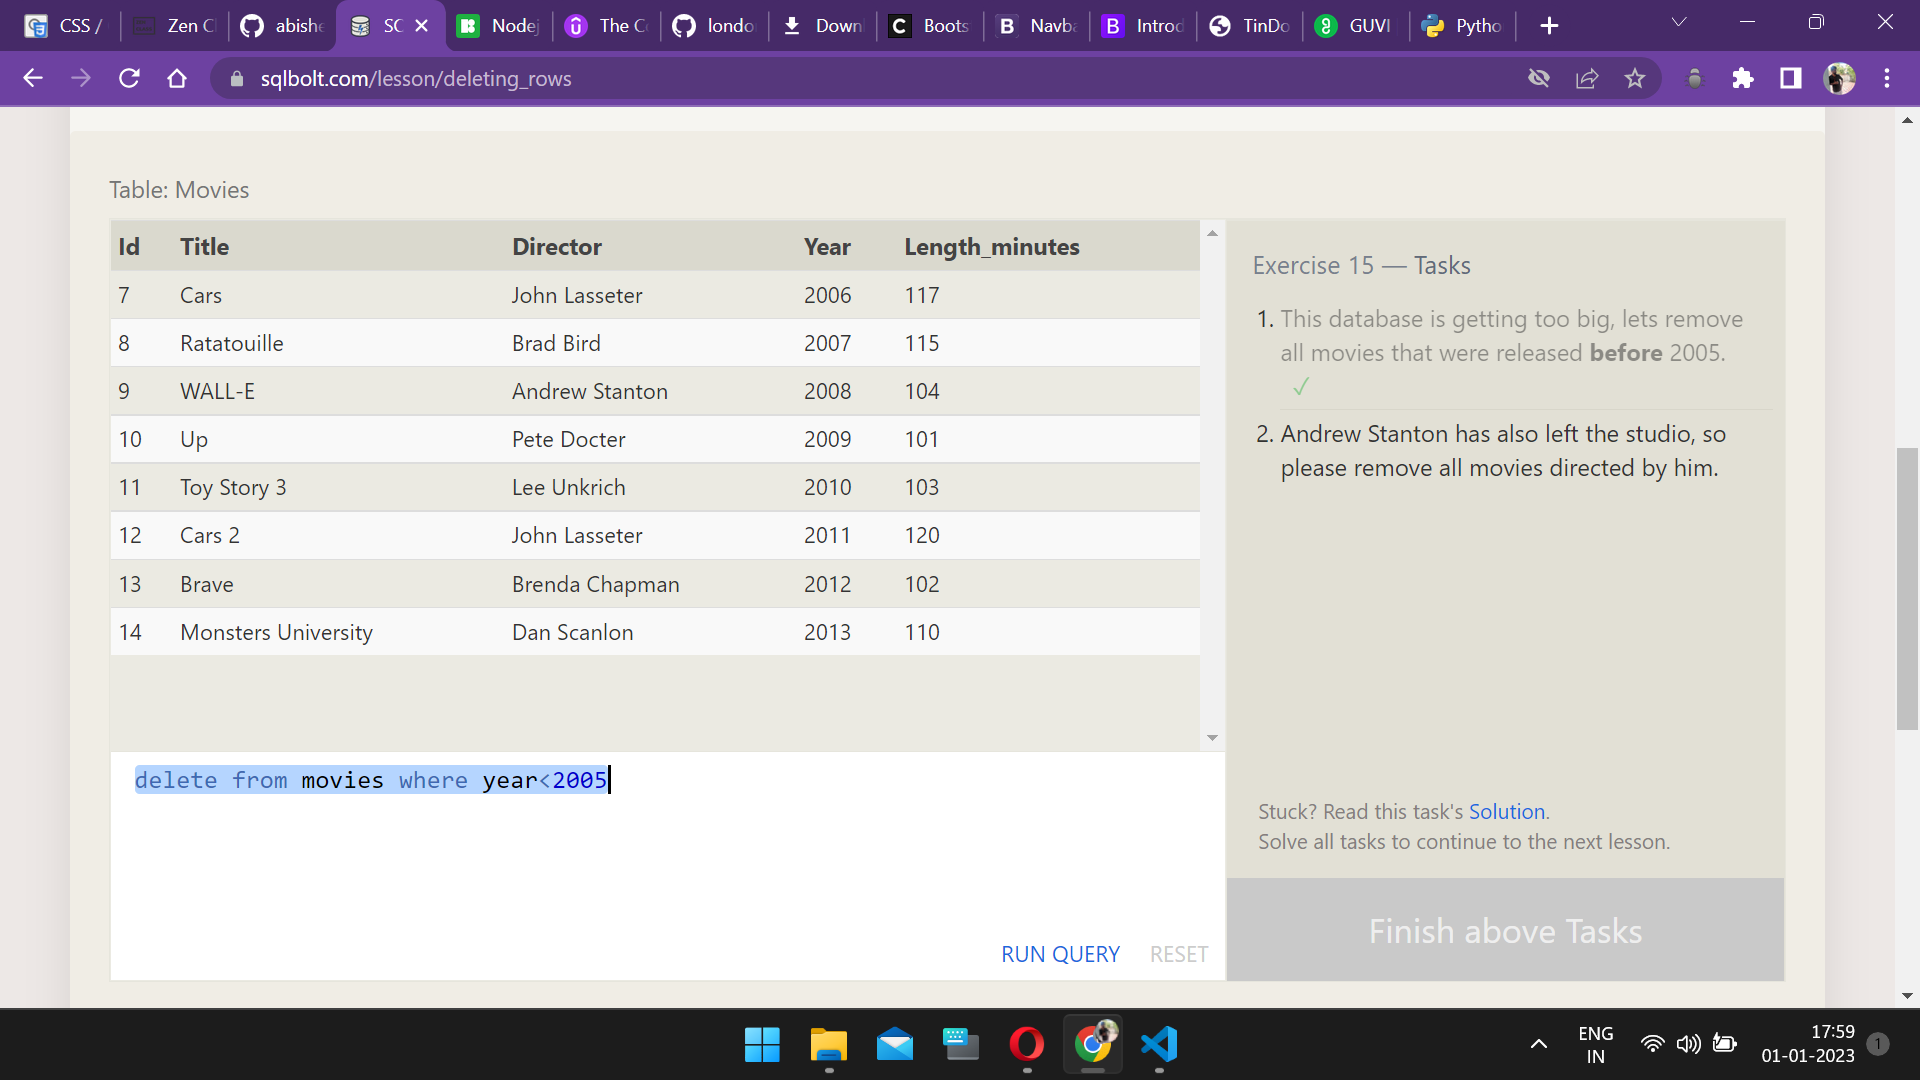 CSS /
Zen C
abishe
SC
Nodej
The C
londo
Down
Boots
Navba
Introd
TinDo
GUVI
Pytho
sqlbolt.com/lesson/deleting_rows
Table: Movies
Id Title Director Year Length_minutes
7 Cars John Lasseter 2006 117
8 Ratatouille Brad Bird 2007 115
9 WALL-E Andrew Stanton 2008 104
10 Up Pete Docter 2009 101
11 Toy Story 3 Lee Unkrich 2010 103
12 Cars 2 John Lasseter 2011 120
13 Brave Brenda Chapman 2012 102
14 Monsters University Dan Scanlon 2013 110
delete from movies where year<2005
RUN QUERY RESET
Exercise 15 — Tasks
1. This database is getting too big, lets remove
all movies that were released before 2005.
✓
2. Andrew Stanton has also left the studio, so
please remove all movies directed by him.
Stuck? Read this task's Solution.
Solve all tasks to continue to the next lesson.
Finish above Tasks
ENG
IN
17:59
01-01-2023
1